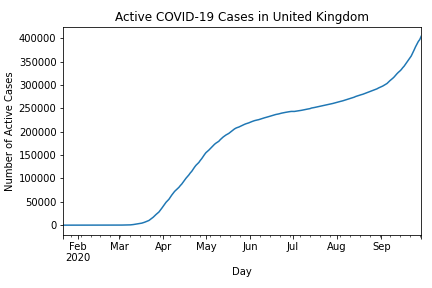 Active COVID-19 Cases in United Kingdom
400000
350000
300000
250000
200000
150000
100000
50000
0
Number of Active Cases
Feb Mar Apr May Jun Jul Aug Sep
2020
Day